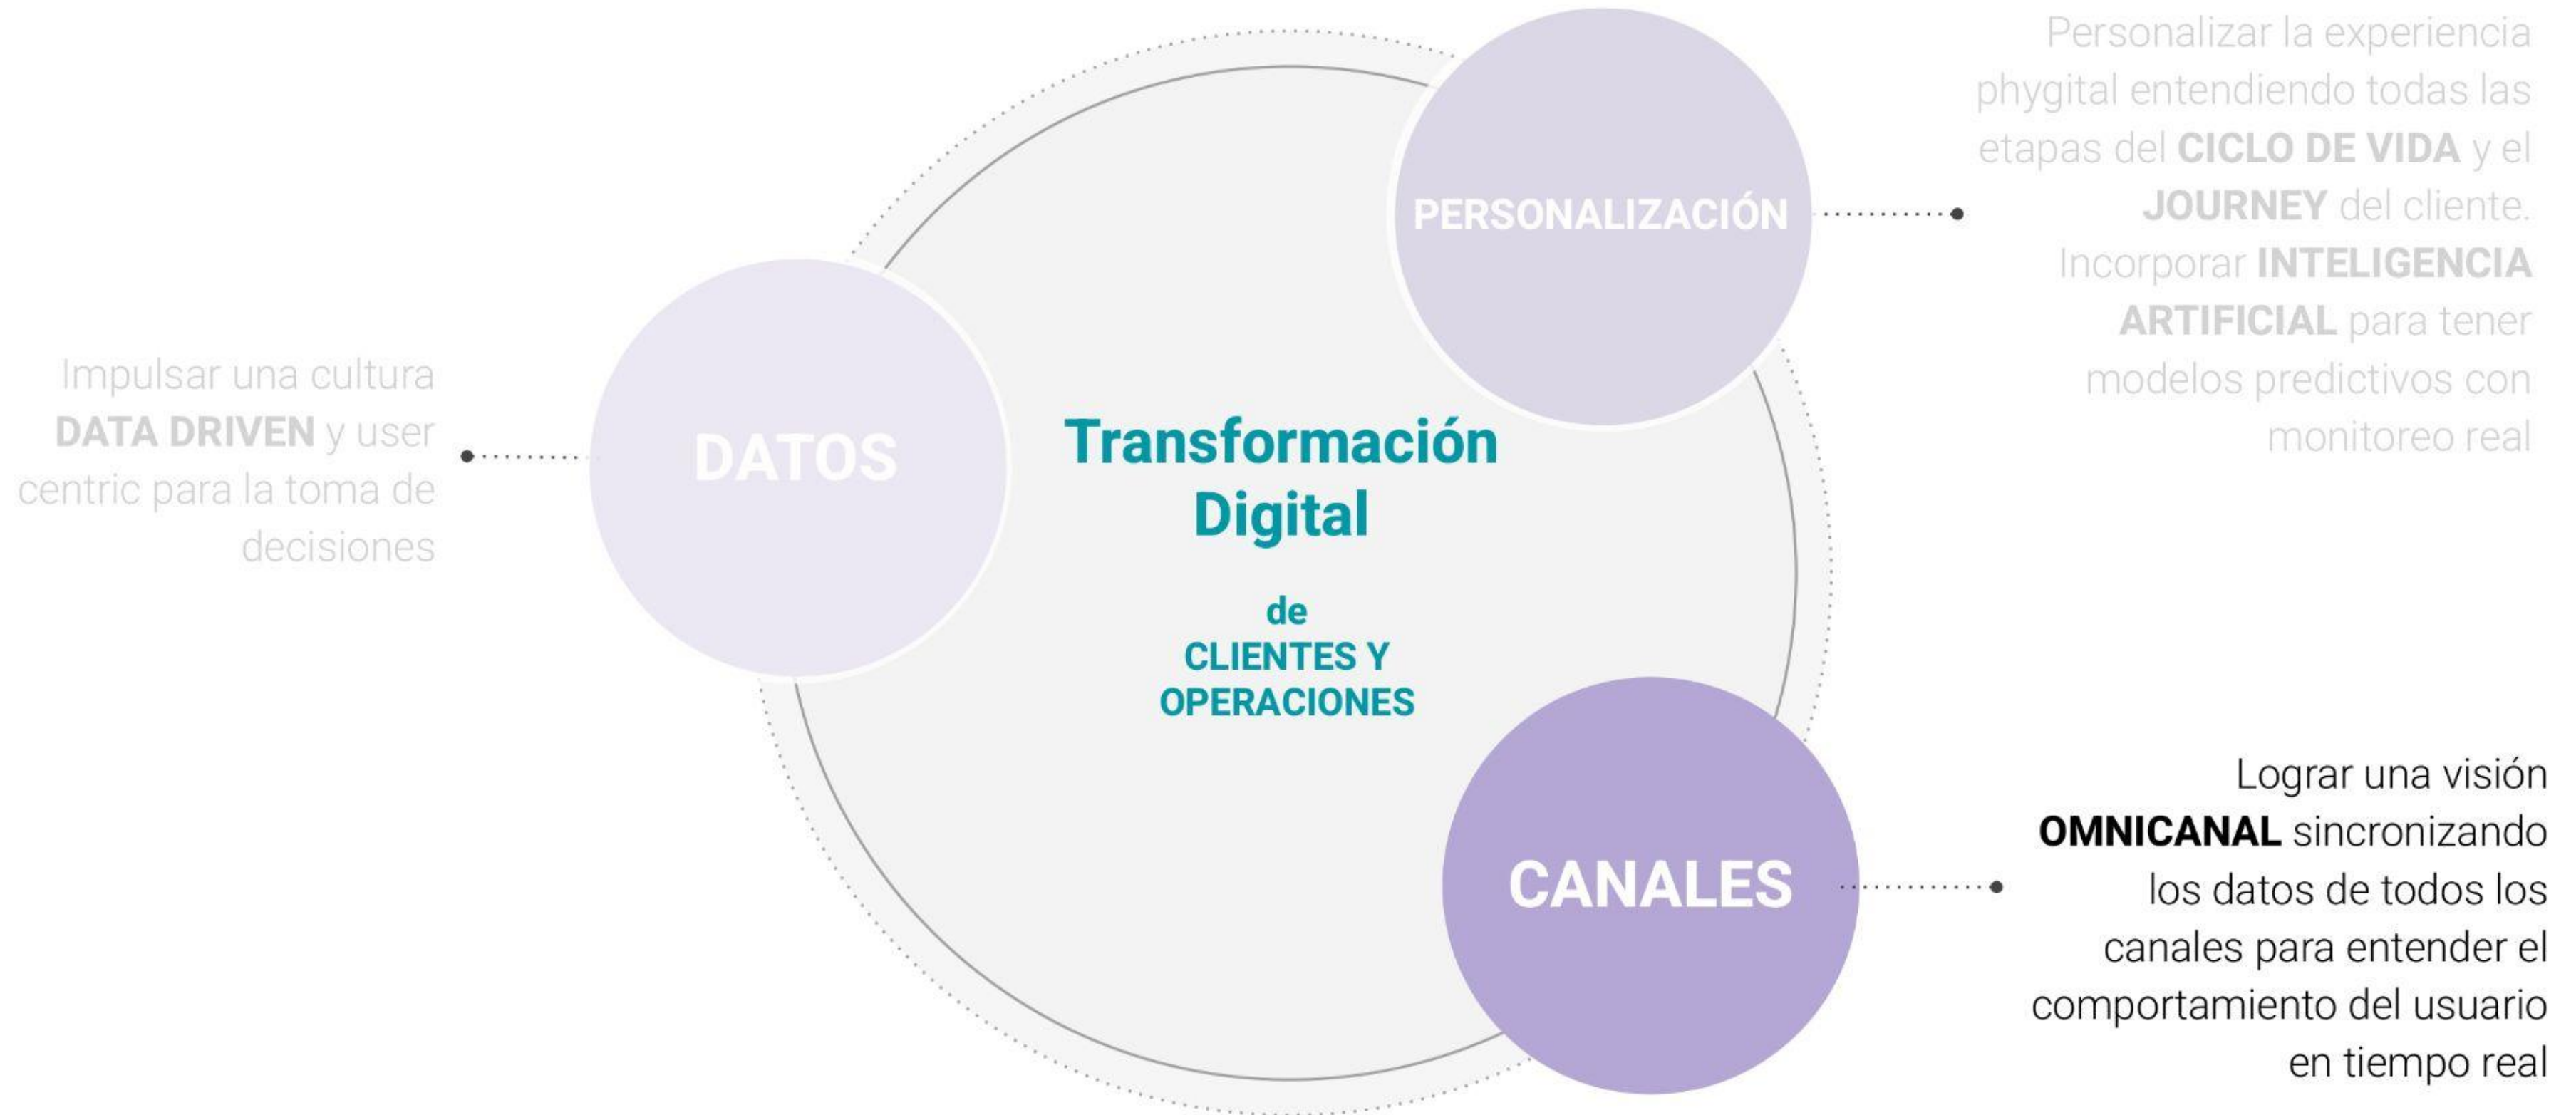 Impulsar una cultura
DATA DRIVEN y user
centric para la toma de
decisiones
DATOS
Transformación
Digital
de
CLIENTES Y
OPERACIONES
PERSONALIZACIÓN
Personalizar la experiencia
phygital entendiendo todas las
etapas del CICLO DE VIDA y el
JOURNEY del cliente.
Incorporar INTELIGENCIA
ARTIFICIAL para tener
modelos predictivos con
monitoreo real
CANALES
Lograr una visión
OMNICANAL sincronizando
los datos de todos los
canales para entender el
comportamiento del usuario
en tiempo real